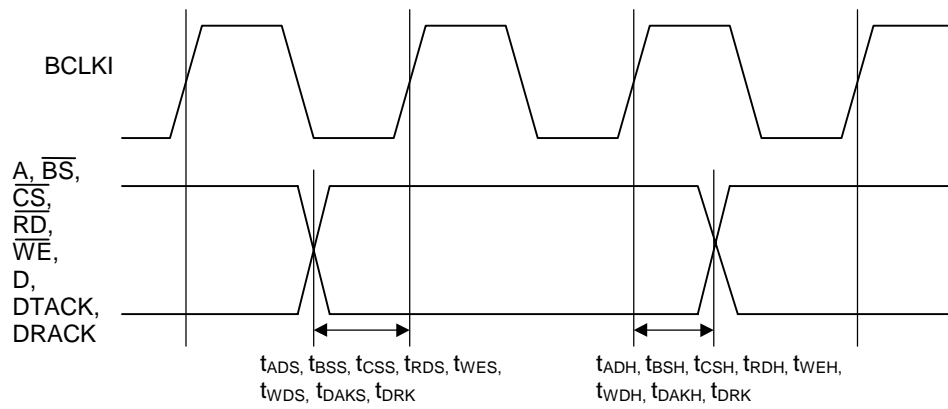 BCLKI
A, BS,
CS,
RD,
WE,
D,
DTACK,
DRACK
tADS, tBSS, tCSS, tRDS, tWES,
tWDS, tDAKS, tDRK
tADH, tBSH, tCSH, tRDH, tWEH,
tWDH, tDAKH, tDRK